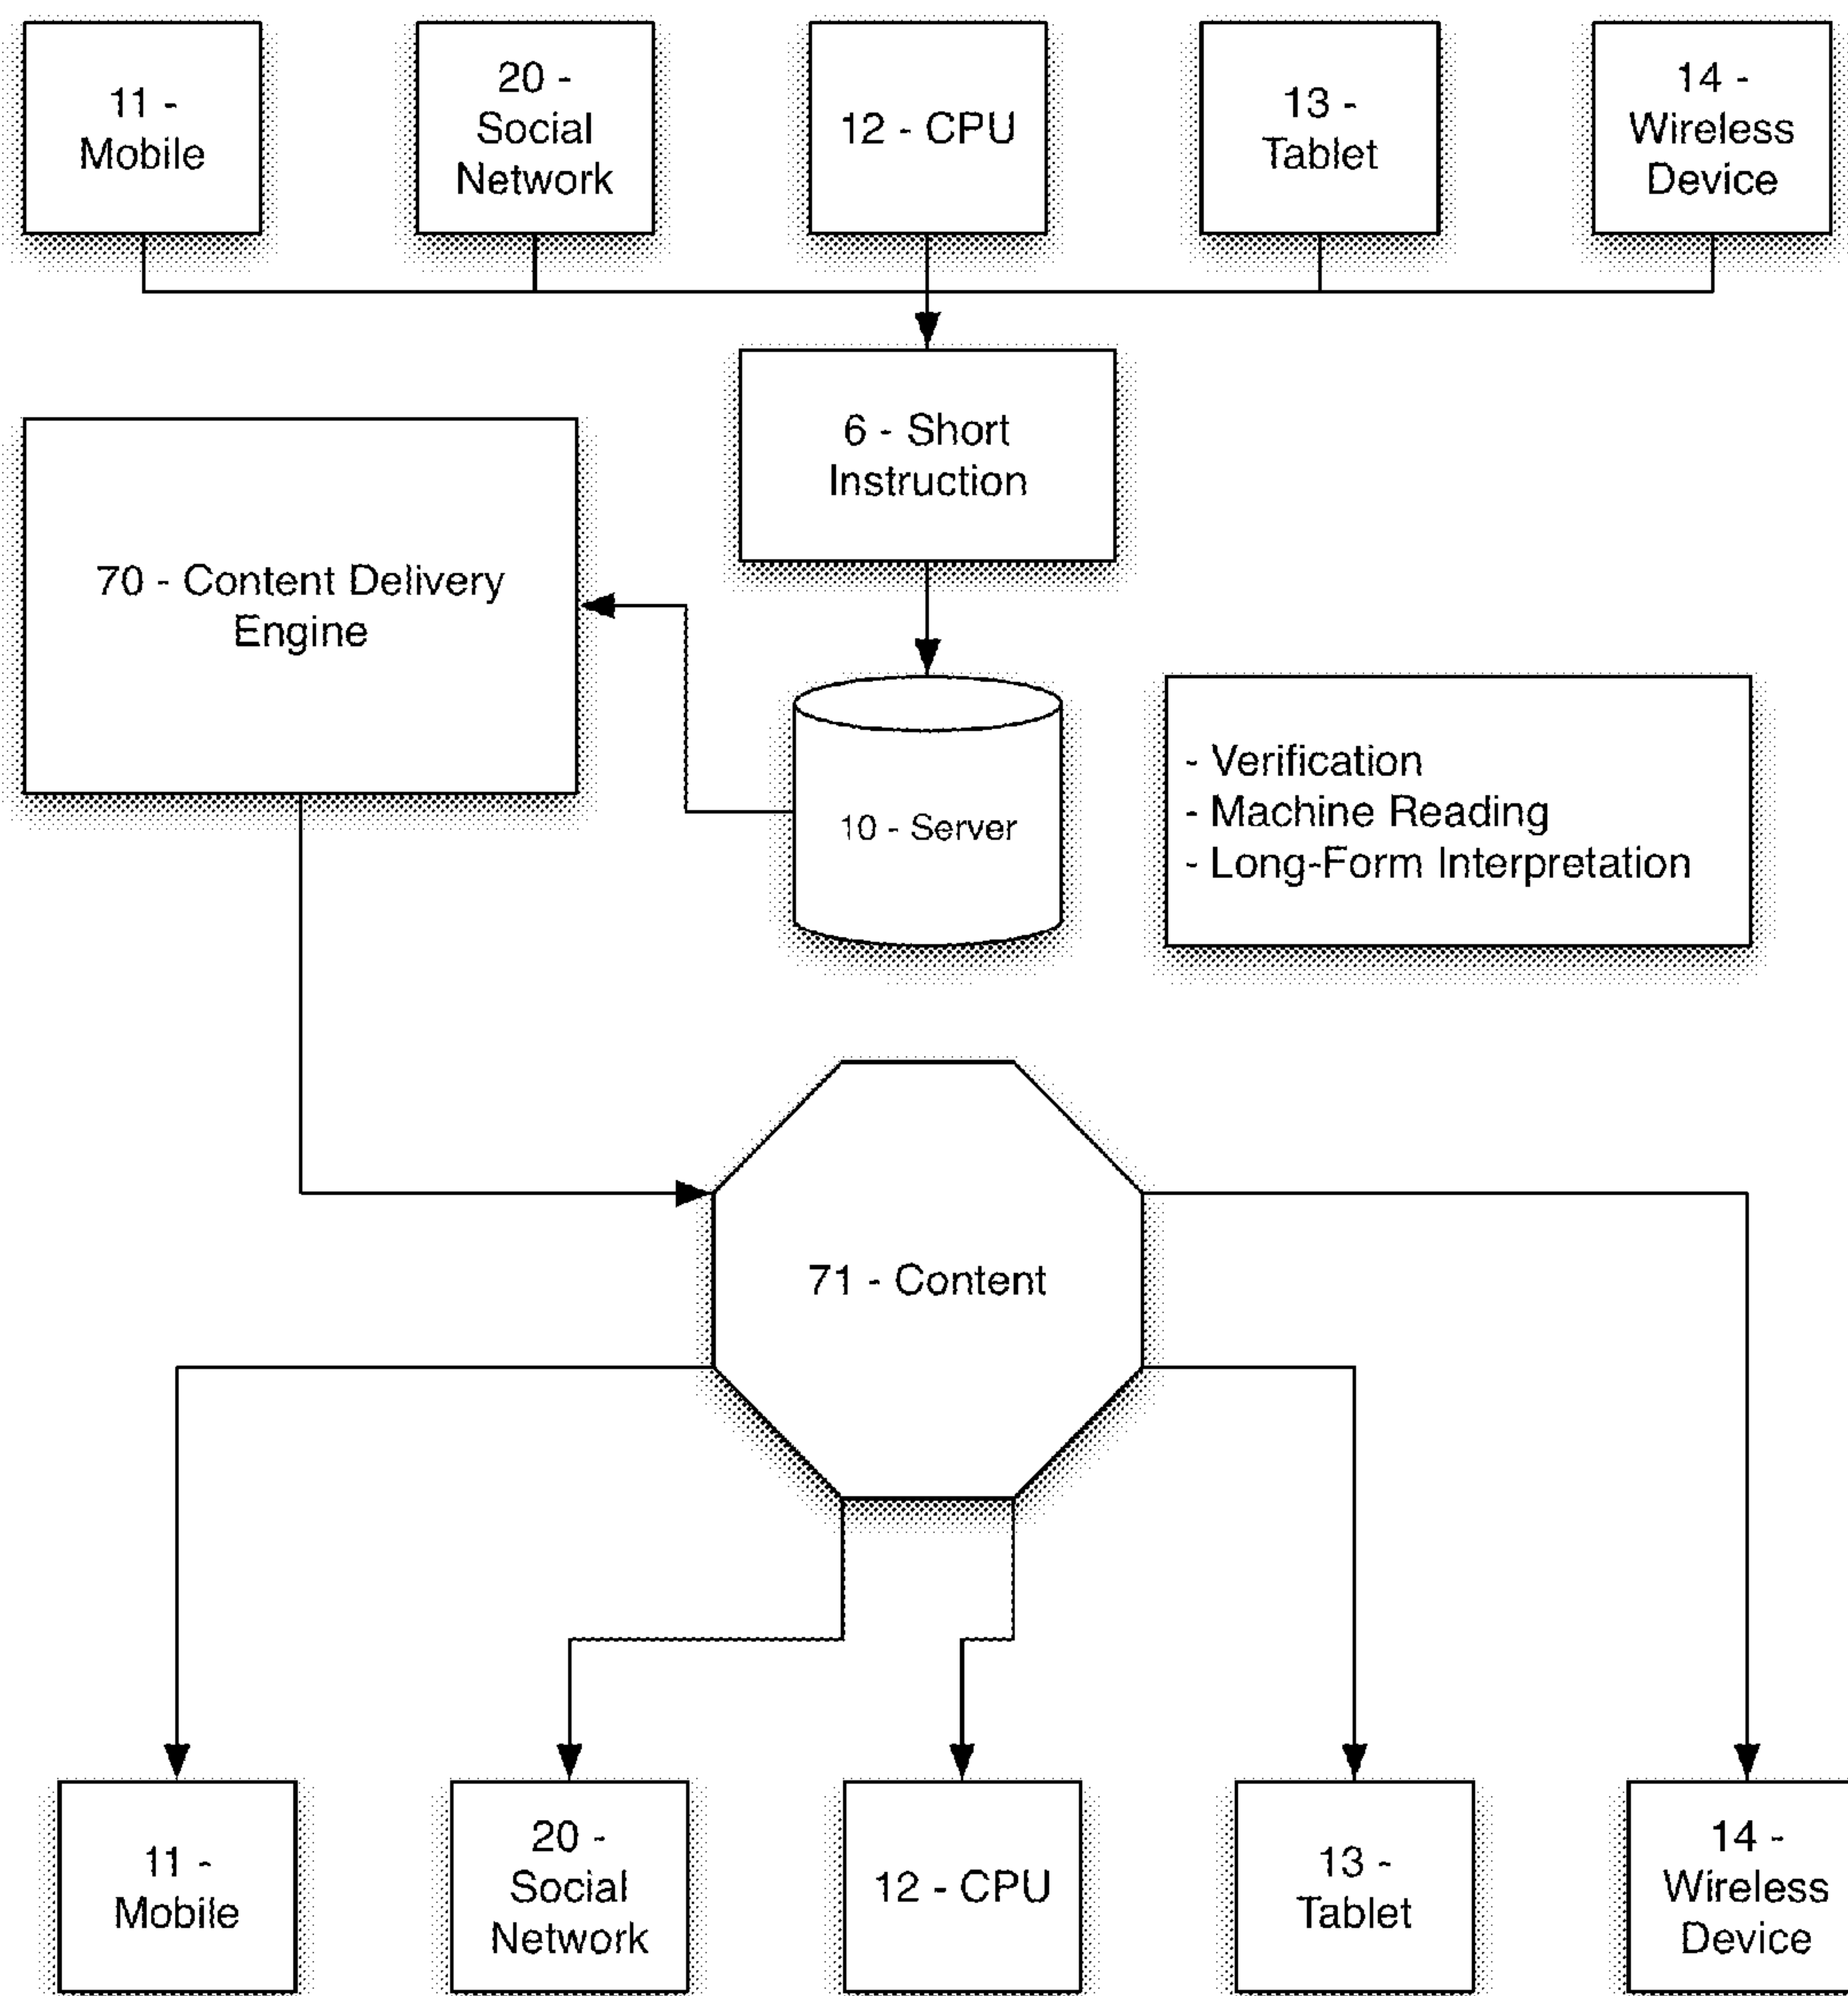 11 -
Mobile
20 -
Social
Network
12 - CPU
13 -
Tablet
14 -
Wireless
Device
6 - Short
Instruction
70 - Content Delivery
Engine
10 - Server
- Verification
- Machine Reading
- Long-Form Interpretation
71 - Content
11 -
Mobile
20 -
Social
Network
12 - CPU
13 -
Tablet
14 -
Wireless
Device